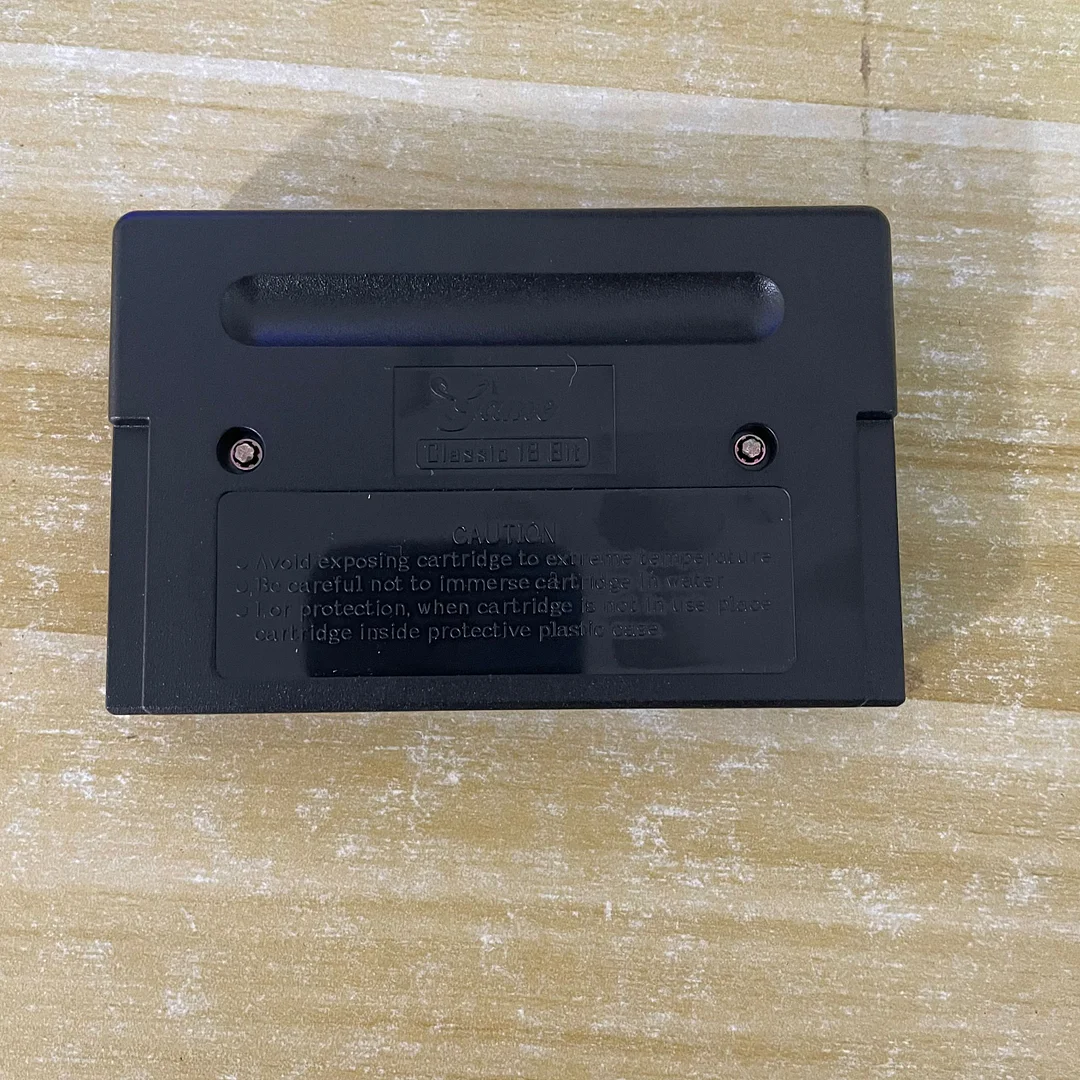 Classic 16 Bit
CAUTION
Avoid exposing cartridge to extreme temperature
Be careful not to immerse cartridge in water
For protection, when cartridge is not in use place
cartridge inside protective plastic case